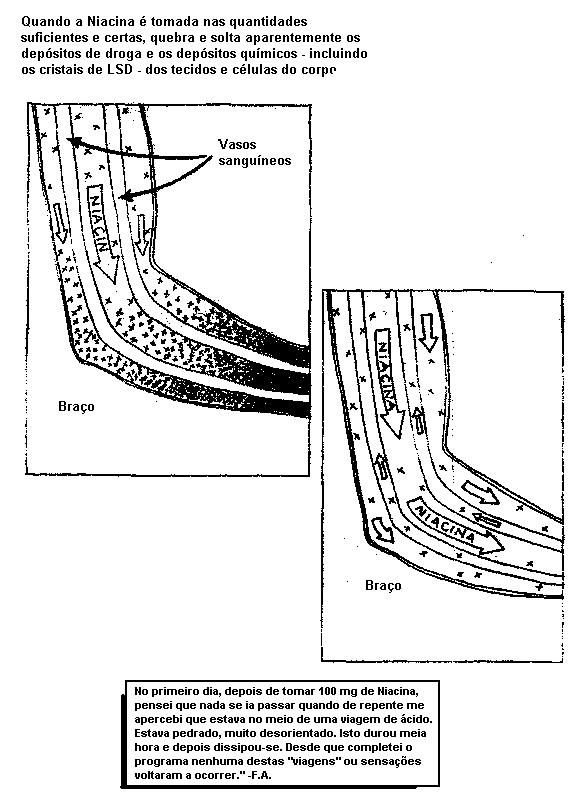 Quando a Niacina é tomada nas quantidades
suficientes e certas, quebra e solta aparentemente os
depósitos de droga e os depósitos químicos - incluindo
os cristais de LSD - dos tecidos e células do corpo
Vasos
sanguíneos
NIACIN
Braço
NIACINA
NIACINA
Braço
No primeiro dia, depois de tomar 100 mg de Niacina,
pensei que nada se ia passar quando de repente me
apercebi que estava no meio de uma viagem de ácido.
Estava pedrado, muito desorientado. Isto durou meia
hora e depois dissipou-se. Desde que completei o
programa nenhuma destas "viagens" ou sensações
voltaram a ocorrer." -F.A.